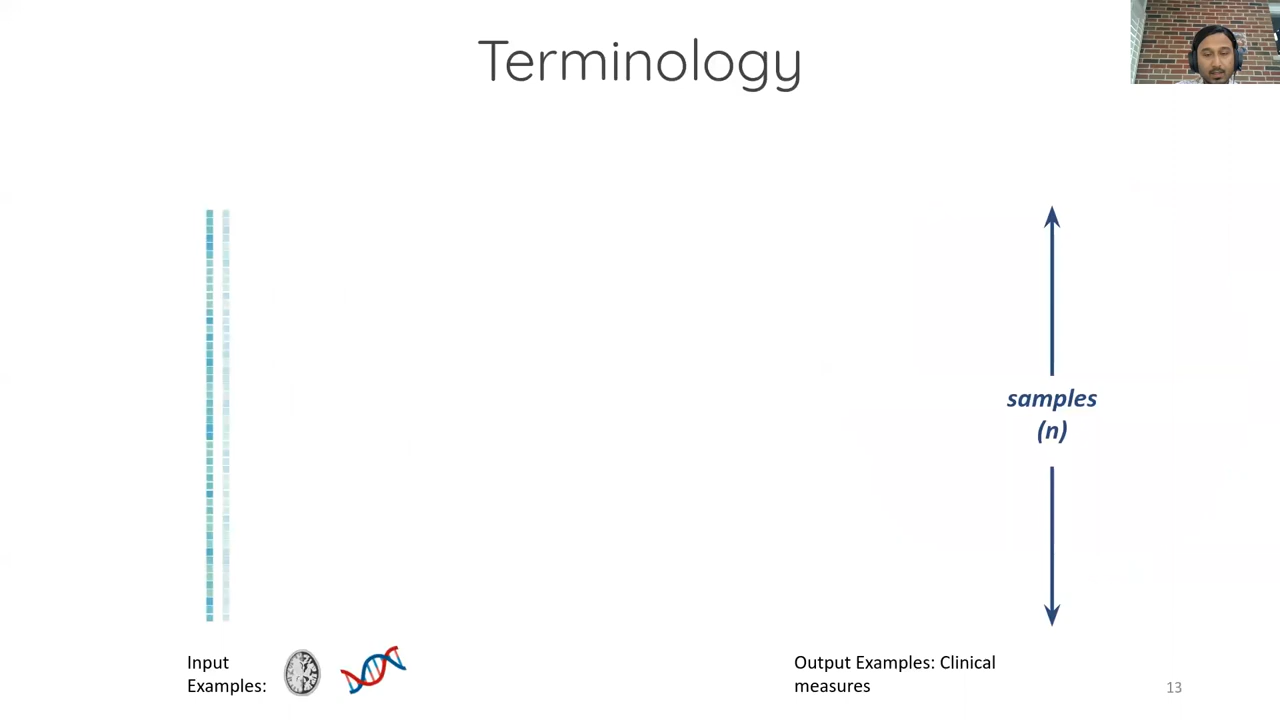 Terminology
samples
(n)
Input
Examples:
Output Examples: Clinical
measures
13